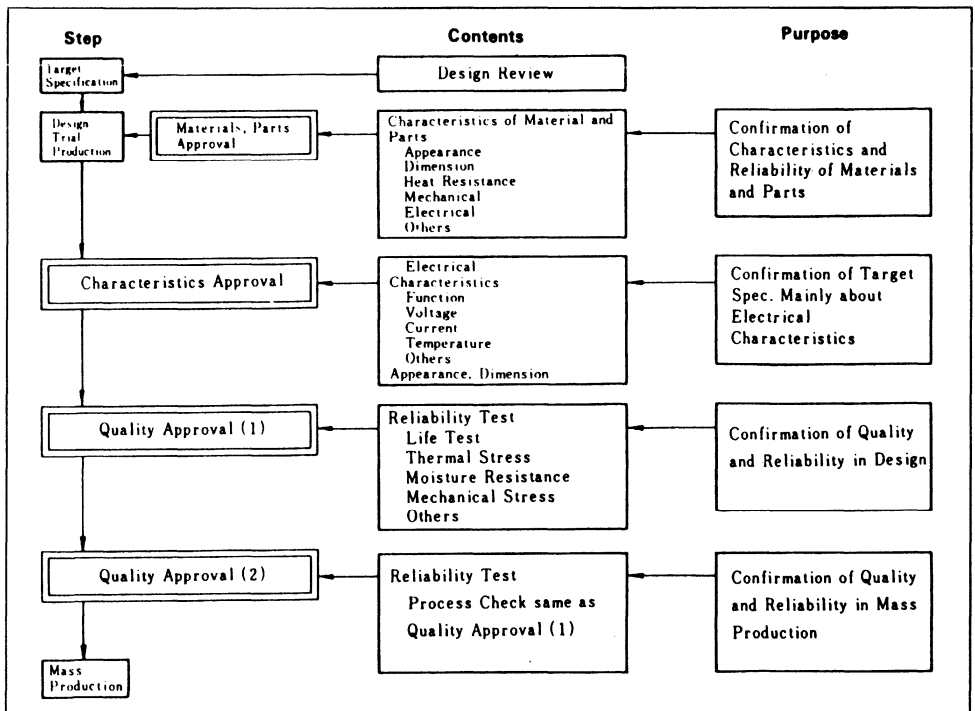 Step
Contents
Purpose
Target
Specification
Design Review
Design
Trial
Production
Materials, Parts
Approval
Characteristics of Material and
Parts
Appearance
Dimension
Heat Resistance
Mechanical
Electrical
Others
Confirmation of
Characteristics and
Reliability of Materials
and Parts
Characteristics Approval
Electrical
Characteristics
Function
Voltage
Current
Temperature
Others
Appearance, Dimension
Confirmation of Target
Spec. Mainly about
Electrical
Characteristics
Quality Approval (1)
Reliability Test
Life Test
Thermal Stress
Moisture Resistance
Mechanical Stress
Others
Confirmation of Quality
and Reliability in Design
Quality Approval (2)
Reliability Test
Process Check same as
Quality Approval (1)
Confirmation of Quality
and Reliability in Mass
Production
Mass
Production